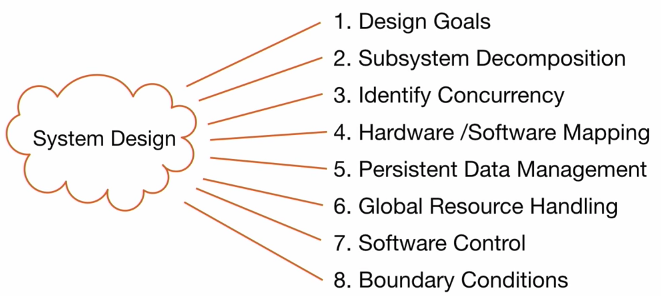 System Design
1. Design Goals
2. Subsystem Decomposition
3. Identify Concurrency
4. Hardware /Software Mapping
5. Persistent Data Management
6. Global Resource Handling
7. Software Control
8. Boundary Conditions